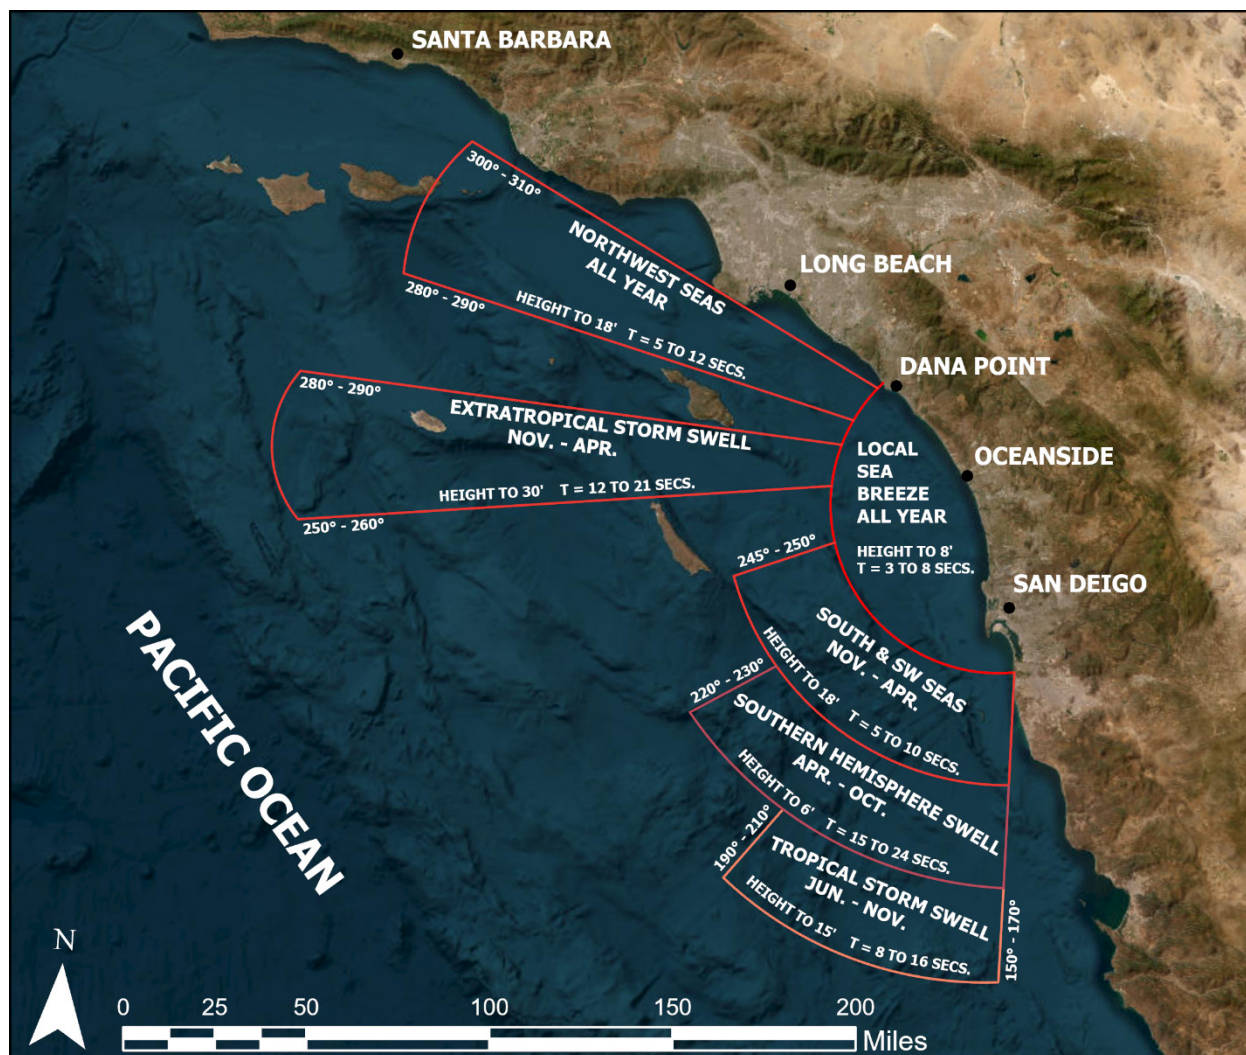 SANTA BARBARA
300° - 310°
NORTHWEST SEAS
ALL YEAR
HEIGHT TO 18' T = 5 TO 12 SECS.
280° - 290°
LONG BEACH
DANA POINT
280° - 290°
EXTRATROPICAL STORM SWELL
NOV. - APR.
HEIGHT TO 30' T = 12 TO 21 SECS.
250° - 260°
LOCAL
SEA
BREEZE
ALL YEAR
HEIGHT TO 8'
T = 3 TO 8 SECS.
OCEANSIDE
SAN DEIGO
245° - 250°
SOUTH & SW SEAS
NOV. - APR.
HEIGHT TO 18' T = 5 TO 10 SECS.
220° - 230°
SOUTHERN HEMISPHERE SWELL
APR. - OCT.
HEIGHT TO 6' T = 15 TO 24 SECS.
190° - 210°
TROPICAL STORM SWELL
JUN. - NOV.
HEIGHT TO 15' T = 8 TO 16 SECS.
150° - 170°
PACIFIC OCEAN
N
0 25 50 100 150 200
Miles